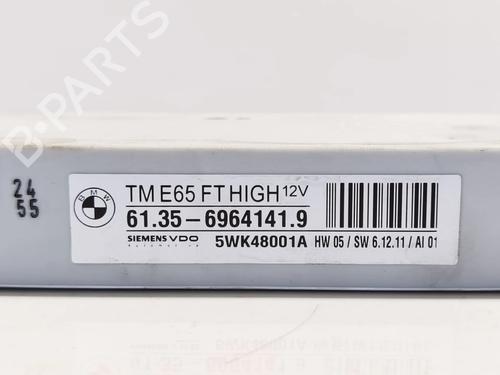 B-PARTS
24
55
BMW
TM E65 FT HIGH 12V
61.35-6964141.9
SIEMENS VDO
Automotive
5WK48001A HW 05 / SW 6.12.11 / AI 01